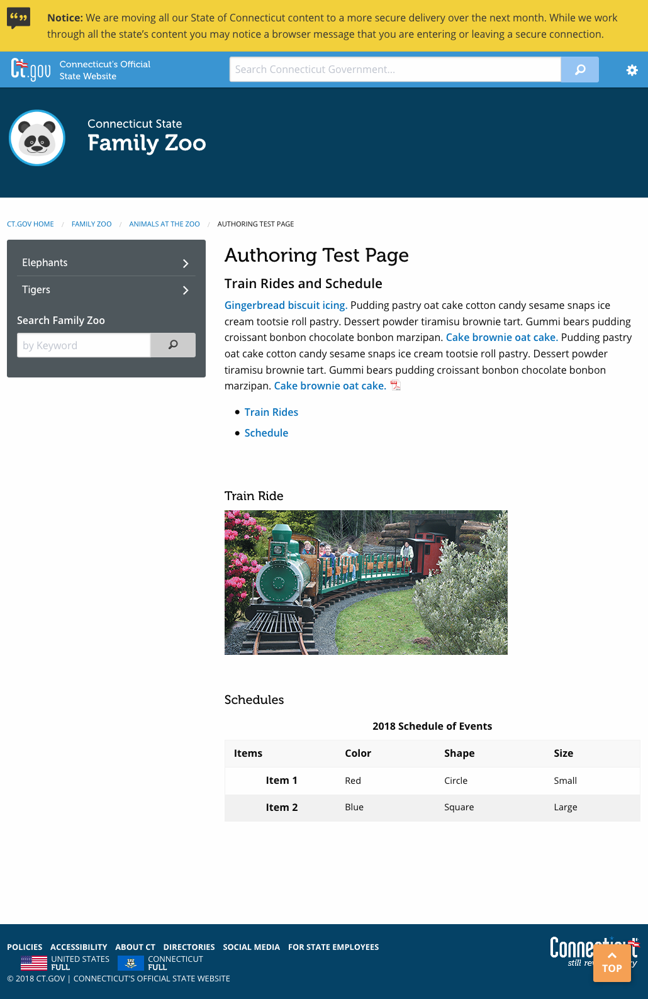 Notice: We are moving all our State of Connecticut content to a more secure delivery over the next month. While we work
through all the state’s content you may notice a browser message that you are entering or leaving a secure connection.
Ct.gov
Connecticut's Official
State Website
Search Connecticut Government...
Connecticut State
Family Zoo
CT.GOV HOME / FAMILY ZOO / ANIMALS AT THE ZOO / AUTHORING TEST PAGE
Elephants
Tigers
Search Family Zoo
by Keyword
Authoring Test Page
Train Rides and Schedule
Gingerbread biscuit icing. Pudding pastry oat cake cotton candy sesame snaps ice
cream tootsie roll pastry. Dessert powder tiramisu brownie tart. Gummi bears pudding
croissant bonbon chocolate bonbon marzipan. Cake brownie oat cake. Pudding pastry
oat cake cotton candy sesame snaps ice cream tootsie roll pastry. Dessert powder
tiramisu brownie tart. Gummi bears pudding croissant bonbon chocolate bonbon
marzipan. Cake brownie oat cake.
• Train Rides
• Schedule
Train Ride
Schedules
2018 Schedule of Events
Items Color Shape Size
Item 1 Red Circle Small
Item 2 Blue Square Large
POLICIES ACCESSIBILITY ABOUT CT DIRECTORIES SOCIAL MEDIA FOR STATE EMPLOYEES
UNITED STATES
FULL
CONNECTICUT
FULL
© 2018 CT.GOV | CONNECTICUT'S OFFICIAL STATE WEBSITE
still
TOP